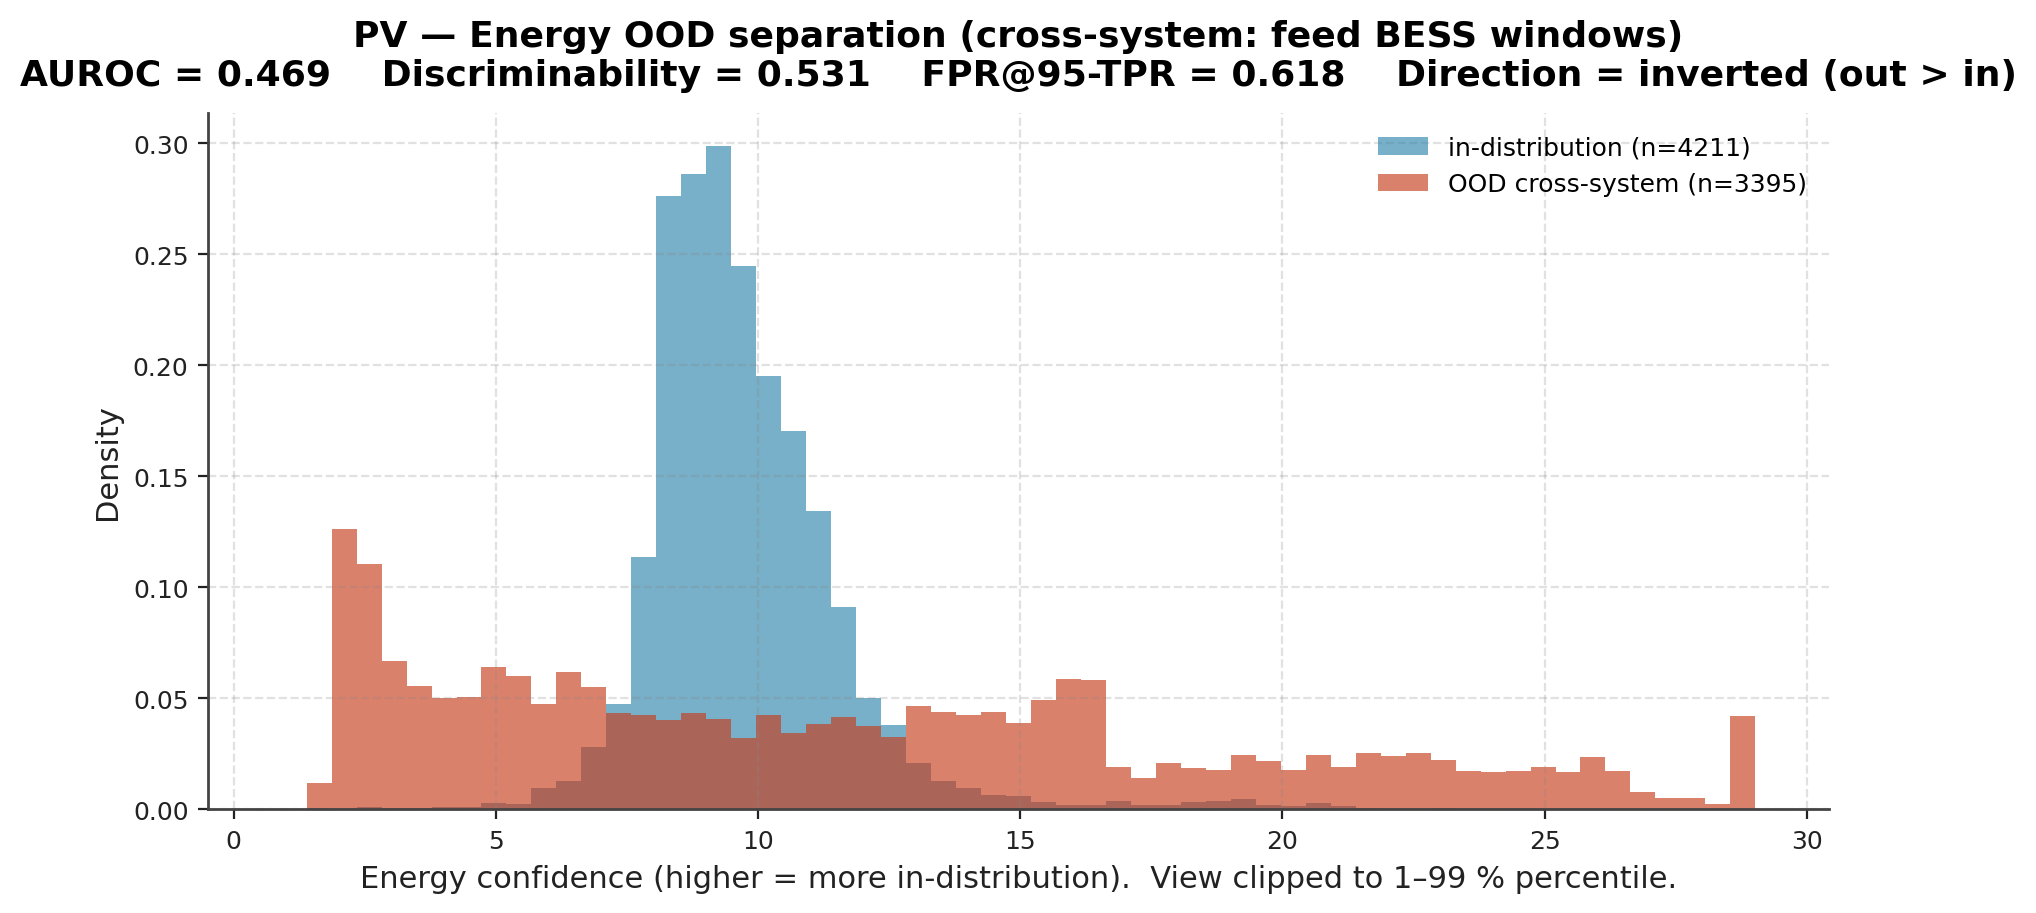 PV — Energy OOD separation (cross-system: feed BESS windows)
AUROC = 0.469    Discriminability = 0.531    FPR@95-TPR = 0.618    Direction = inverted (out > in)
in-distribution (n=4211)
OOD cross-system (n=3395)
Density
0.30
0.25
0.20
0.15
0.10
0.05
0.00
0 5 10 15 20 25 30
Energy confidence (higher = more in-distribution).  View clipped to 1–99 % percentile.